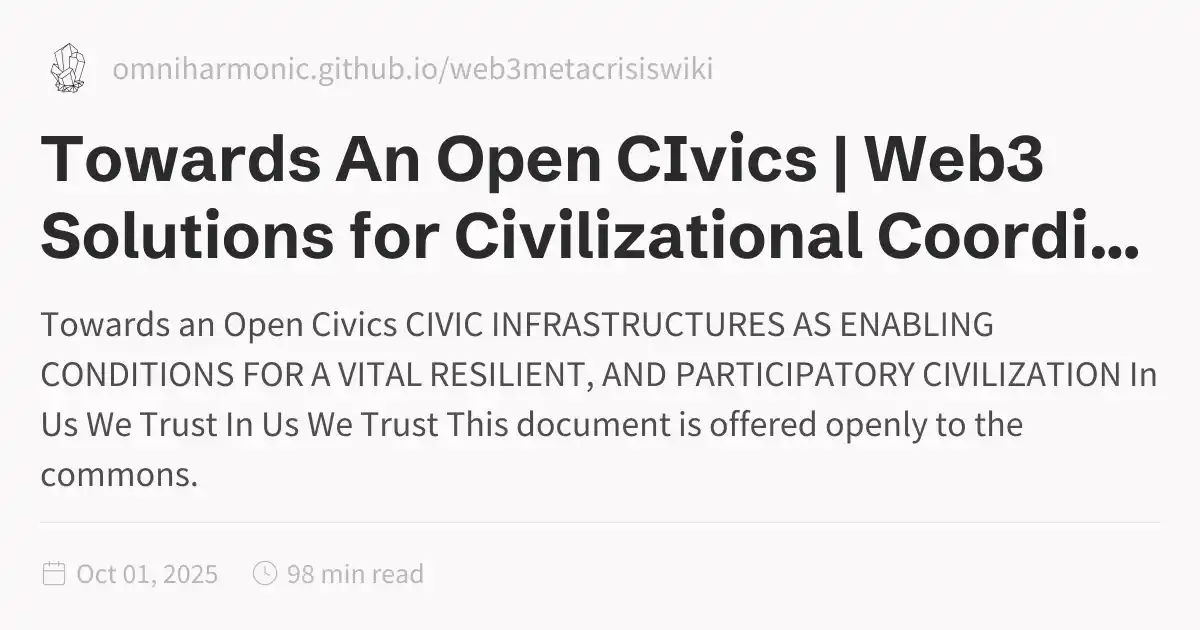 omniharmonic.github.io/web3metacrisiswiki
Towards An Open CIvics | Web3
Solutions for Civilizational Coordi...
Towards an Open Civics CIVIC INFRASTRUCTURES AS ENABLING
CONDITIONS FOR A VITAL RESILIENT, AND PARTICIPATORY CIVILIZATION In
Us We Trust In Us We Trust This document is offered openly to the
commons.
Oct 01, 2025 98 min read